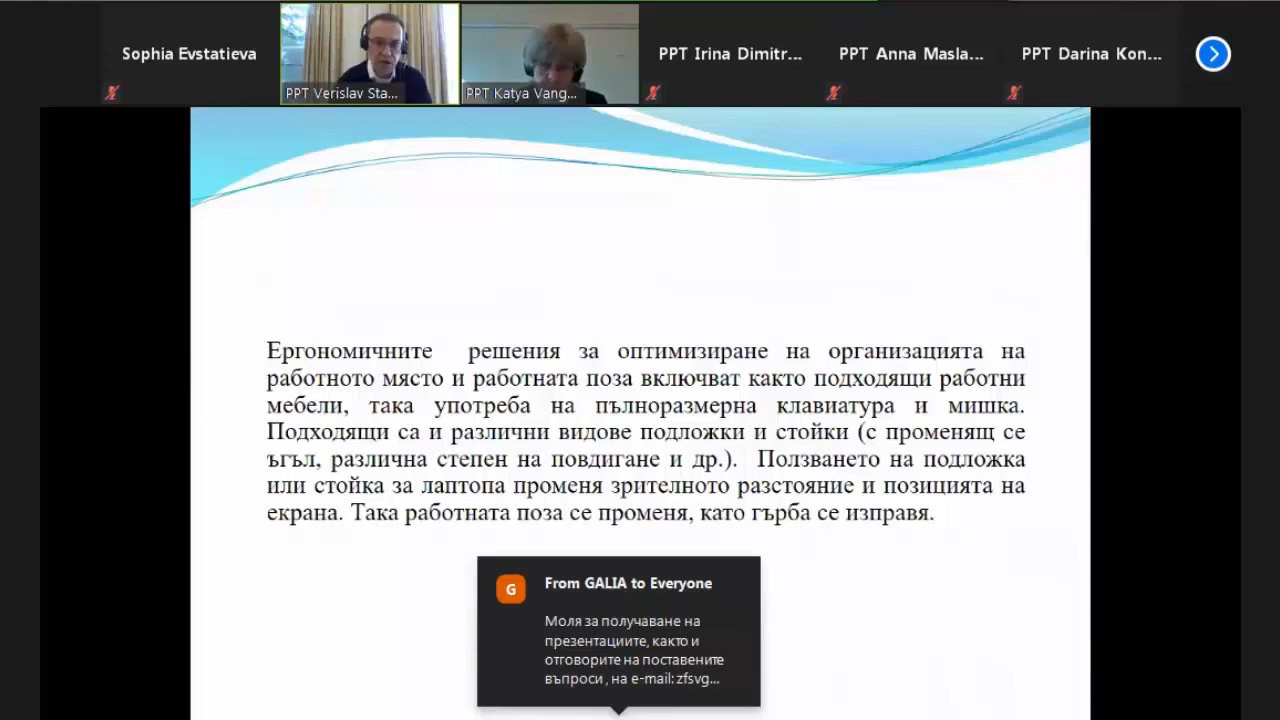 Sophia Evstatieva
PPT Verislav Sta...
PPT Katya Vang...
PPT Irina Dimitr...
PPT Anna Masla...
PPT Darina Kon...
Ергономичните решения за оптимизиране на организацията на
работното място и работната поза включват както подходящи работни
мебели, така употреба на пълноразмерна клавиатура и мишка.
Подходящи са и различни видове подложки и стойки (с променящ се
ъгъл, различна степен на повдигане и др.). Ползването на подложка
или стойка за лаптопа променя зрителното разстояние и позицията на
екрана. Така работната поза се променя, като гърба се изправя.
G
From GALIA to Everyone
Моля за получаване на
презентациите, както и
отговорите на поставените
въпроси , на e-mail: zfsvg...